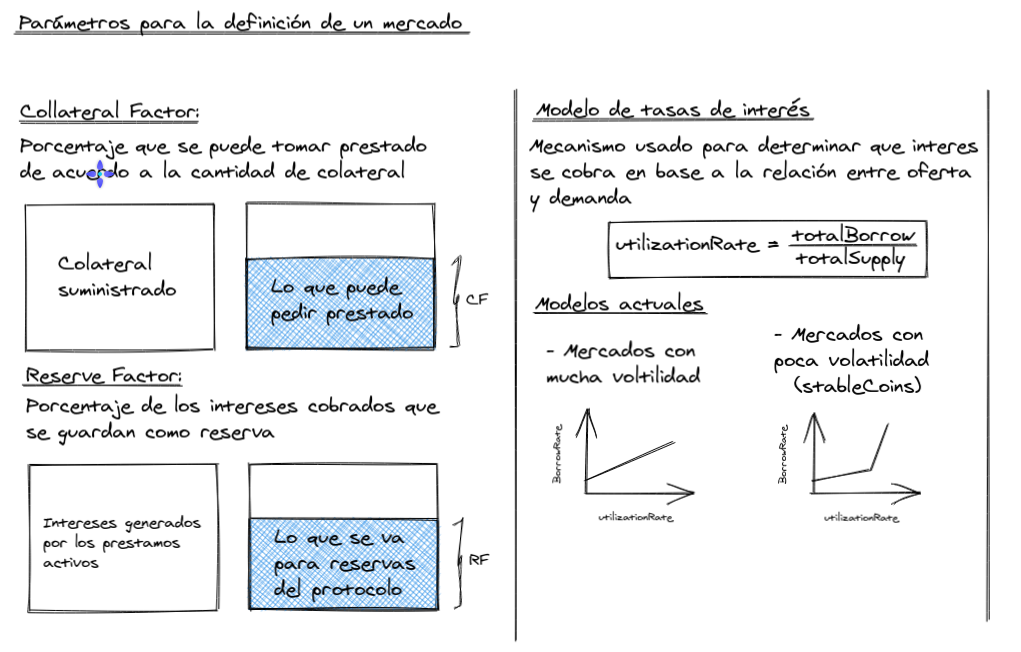 Parámetros para la definición de un mercado
Collateral Factor:
Porcentaje que se puede tomar prestado
de acuerdo a la cantidad de colateral
Colateral
suministrado
Lo que puede
pedir prestado
CF
Reserve Factor:
Porcentaje de los intereses cobrados que
se guardan como reserva
Intereses generados
por los prestamos
activos
Lo que se va
para reservas
del protocolo
RF
Modelo de tasas de interés
Mecanismo usado para determinar que interes
se cobra en base a la relación entre oferta
y demanda
utilizationRate = totalBorrow
totalSupply
Modelos actuales
- Mercados con
mucha voltilidad
BorrowRate
utilizationRate
- Mercados con
poca volatilidad
(stableCoins)
BorrowRate
utilizationRate